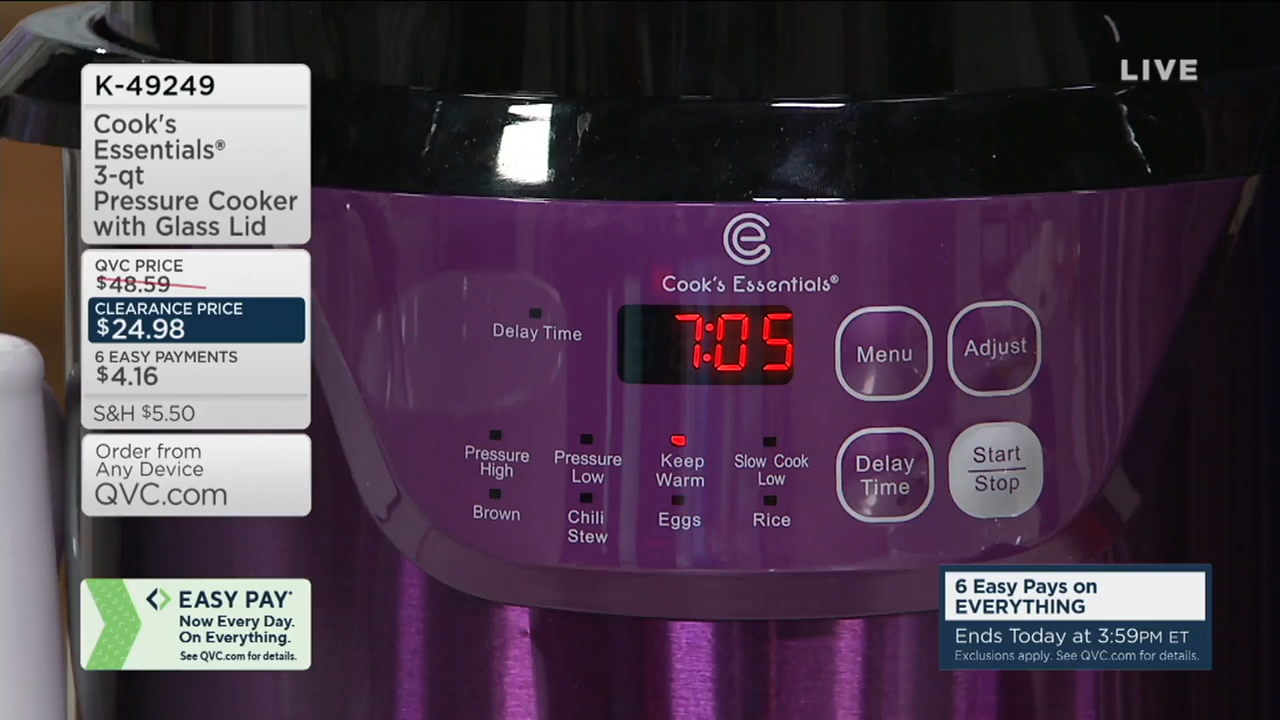 K-49249
Cook's
Essentials®
3-qt
Pressure Cooker
with Glass Lid
QVC PRICE
$48.59
CLEARANCE PRICE
$24.98
6 EASY PAYMENTS
$4.16
S&H $5.50
Order from
Any Device
QVC.com
EASY PAY*
Now Every Day.
On Everything.
See QVC.com for details.
LIVE
Cook's Essentials®
Delay Time
7:05
Menu
Adjust
Pressure
High
Pressure
Low
Keep
Warm
Slow Cook
Low
Delay
Time
Start
Stop
Brown
Chili
Stew
Eggs
Rice
6 Easy Pays on
EVERYTHING
Ends Today at 3:59PM ET
Exclusions apply. See QVC.com for details.